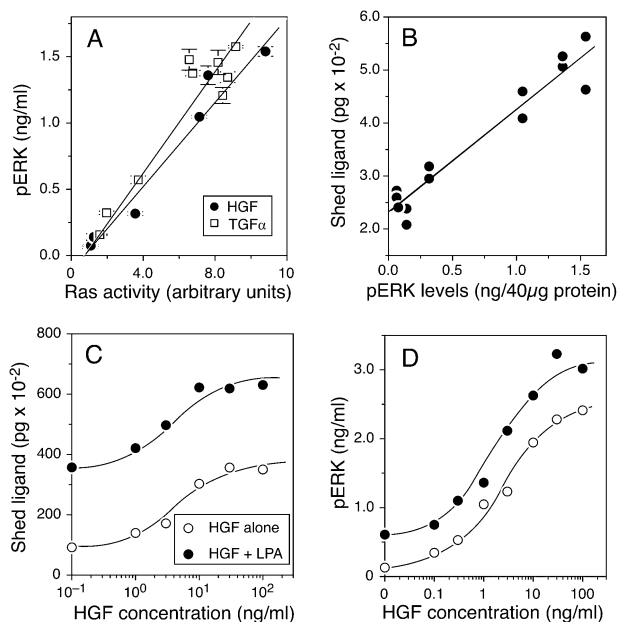 A
pERK (ng/ml)
1.5
1.0
0.5
0.0
0 4.0 6.0 10
Ras activity (arbitrary units)
HGF
TGFα
B
Shed ligand (pg x 10-2)
6.0
5.0
4.0
3.0
2.0
0.0 0.5 1.0 1.5
pERK levels (ng/40µg protein)
C
Shed ligand (pg x 10-2)
800
600
400
200
0
10−1 100 101 102
HGF concentration (ng/ml)
HGF alone
HGF + LPA
D
pERK (ng/ml)
3.0
2.0
1.0
0
0 0.1 1 10 100
HGF concentration (ng/ml)